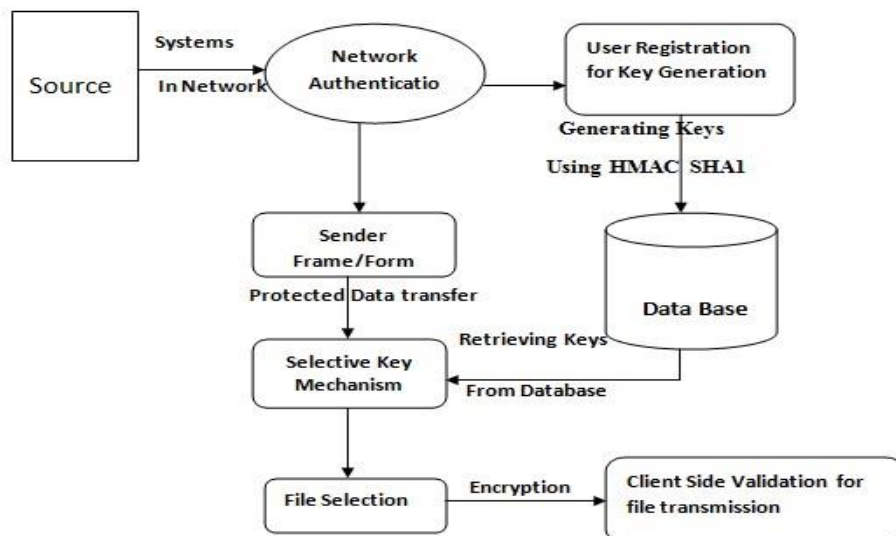 Source
Systems
In Network
Network
Authenticatio
User Registration
for Key Generation
Generating Keys
Using HMAC SHA1
Sender
Frame/Form
Protected Data transfer
Data Base
Retrieving Keys
From Database
Selective Key
Mechanism
File Selection
Encryption
Client Side Validation for
file transmission